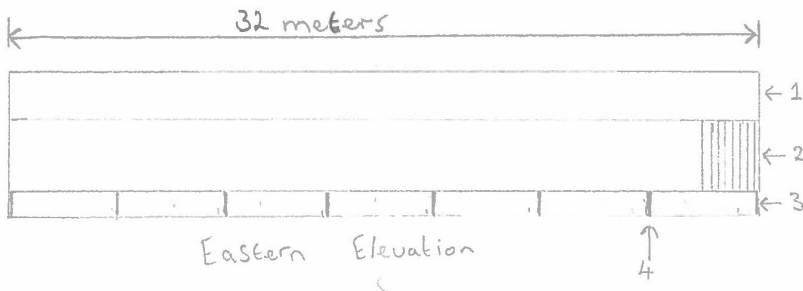 32 meters
← 1
← 2
← 3
Eastern Elevation
4